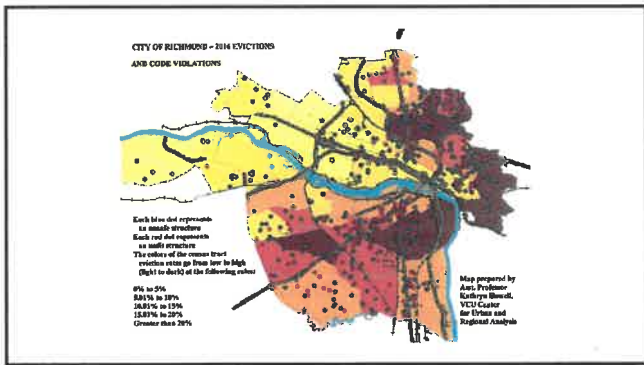 CITY OF RICHMOND – 2016 EVICTIONS
AND CODE VIOLATIONS
Each blue dot represents
an unsafe structure
Each red dot represents
an unfit structure
The colors of the census tract
eviction rates go from low to high
(light to dark) at the following rates:
0% to 5%
5.01% to 10%
10.01% to 15%
15.01% to 20%
Greater than 20%
Map prepared by
Asst. Professor
Kathryn Howell,
VCU Center
for Urban and
Regional Analysis